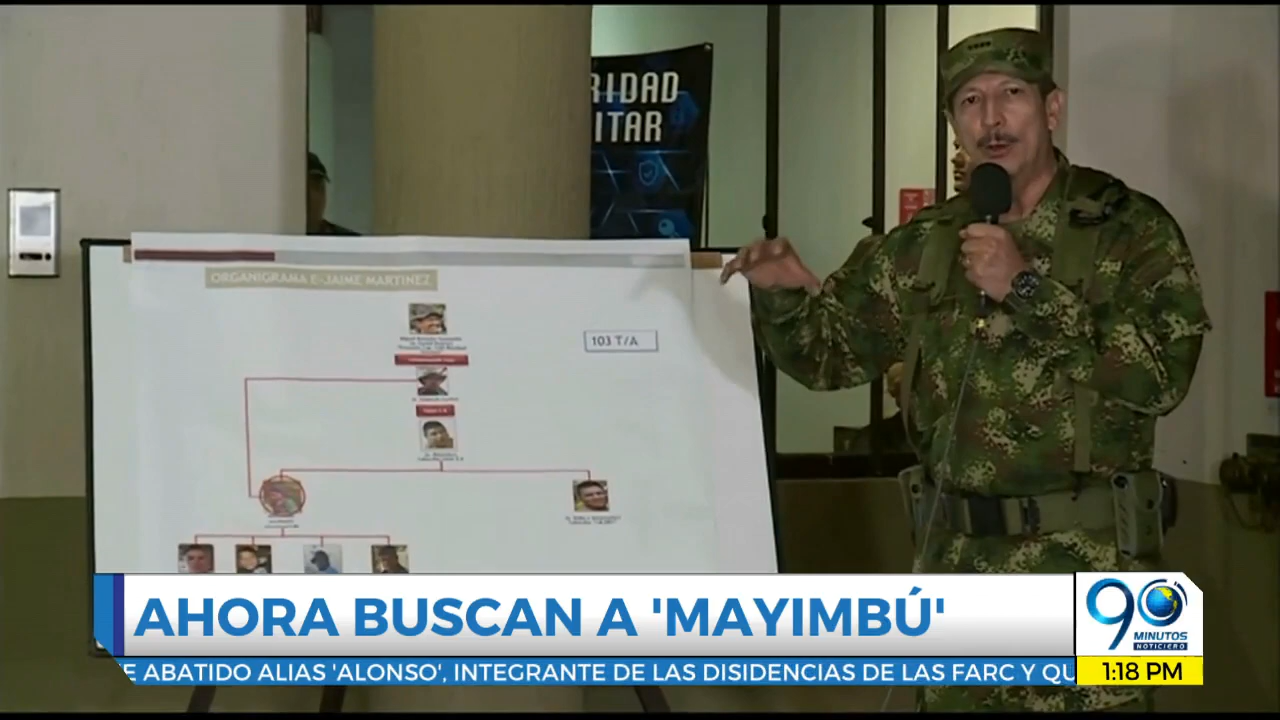 RIDAD
ITAR
ORGANIGRAMA E-JAIME MARTINEZ
103 T/A
AHORA BUSCAN A 'MAYIMBÚ'
90
MINUTOS
NOTICIERO
E ABATIDO ALIAS 'ALONSO', INTEGRANTE DE LAS DISIDENCIAS DE LAS FARC Y QU
1:18 PM